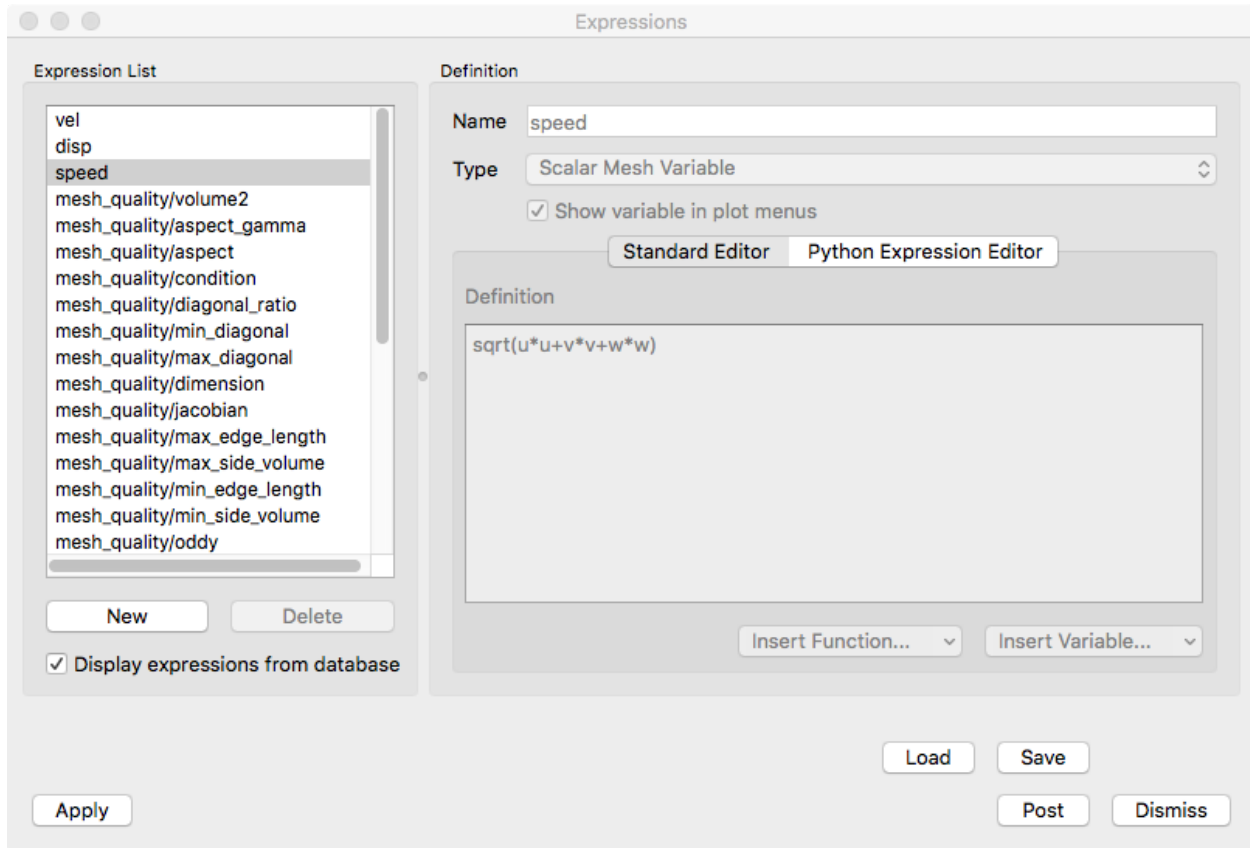 Expressions
Expression List
vel
disp
speed
mesh_quality/volume2
mesh_quality/aspect_gamma
mesh_quality/aspect
mesh_quality/condition
mesh_quality/diagonal_ratio
mesh_quality/min_diagonal
mesh_quality/max_diagonal
mesh_quality/dimension
mesh_quality/jacobian
mesh_quality/max_edge_length
mesh_quality/max_side_volume
mesh_quality/min_edge_length
mesh_quality/min_side_volume
mesh_quality/oddy
New Delete
Display expressions from database
Definition
Name speed
Type Scalar Mesh Variable
Show variable in plot menus
Standard Editor Python Expression Editor
Definition
sqrt(u*u+v*v+w*w)
Insert Function... Insert Variable...
Load Save
Apply Post Dismiss